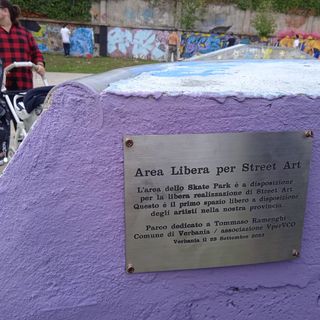 Area Libera per Street Art
L'area dello Skate Park é a disposizione
per la libera realizzazione di Street Art
Questo é il primo spazio libero a disposizione
degli artisti nella nostra provincia
Parco dedicato a Tommaso Ramenghi
Comune di Verbania / associazione VperVCO
Verbania il 23 Settembre 2023